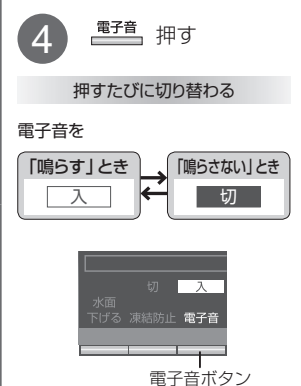 4 電子音 押す
押すたびに切り替わる
電子音を
「鳴らす」とき 「鳴らさない」とき
入 切
切 入
水面
下げる 凍結防止 電子音
電子音ボタン